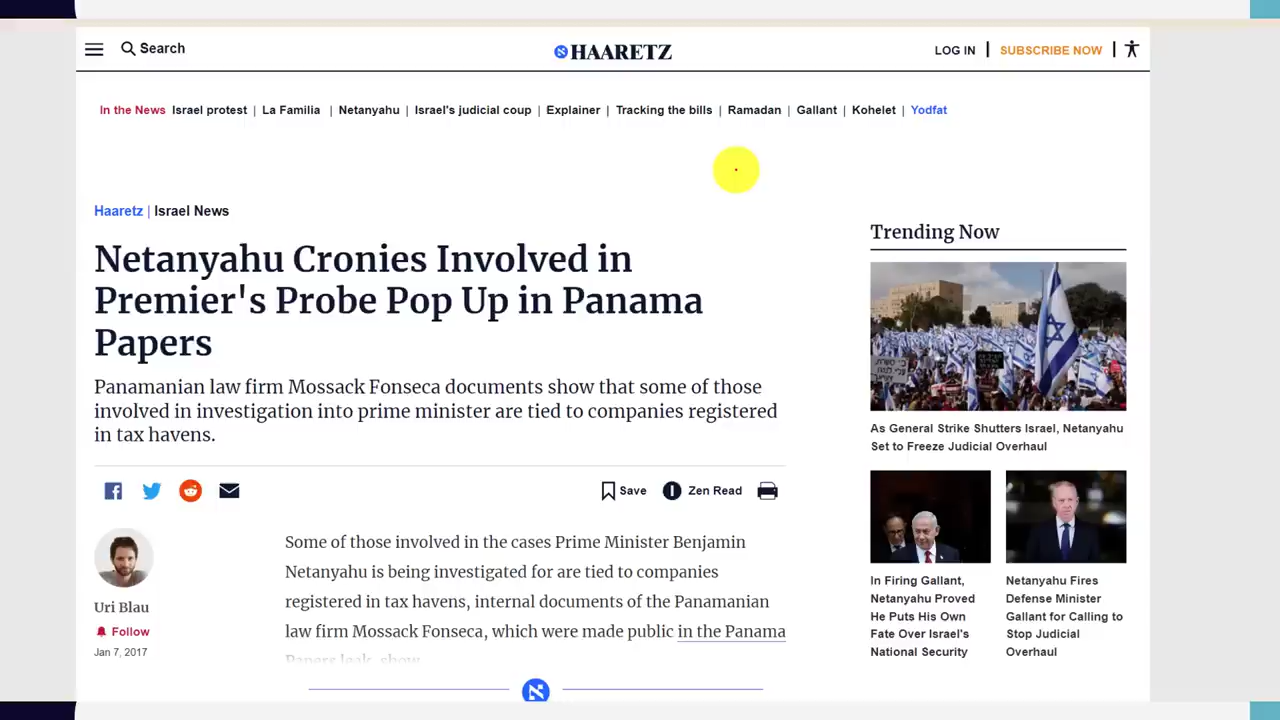 Search
HAARETZ
LOG IN | SUBSCRIBE NOW |
In the News Israel protest | La Familia | Netanyahu | Israel's judicial coup | Explainer | Tracking the bills | Ramadan | Gallant | Kohelet | Yodfat
Haaretz | Israel News
Netanyahu Cronies Involved in
Premier's Probe Pop Up in Panama
Papers
Panamanian law firm Mossack Fonseca documents show that some of those
involved in investigation into prime minister are tied to companies registered
in tax havens.
Save
Zen Read
Uri Blau
Follow
Jan 7, 2017
Some of those involved in the cases Prime Minister Benjamin
Netanyahu is being investigated for are tied to companies
registered in tax havens, internal documents of the Panamanian
law firm Mossack Fonseca, which were made public in the Panama
Papers leak, show
Trending Now
As General Strike Shutters Israel, Netanyahu
Set to Freeze Judicial Overhaul
In Firing Gallant,
Netanyahu Proved
He Puts His Own
Fate Over Israel's
National Security
Netanyahu Fires
Defense Minister
Gallant for Calling to
Stop Judicial
Overhaul